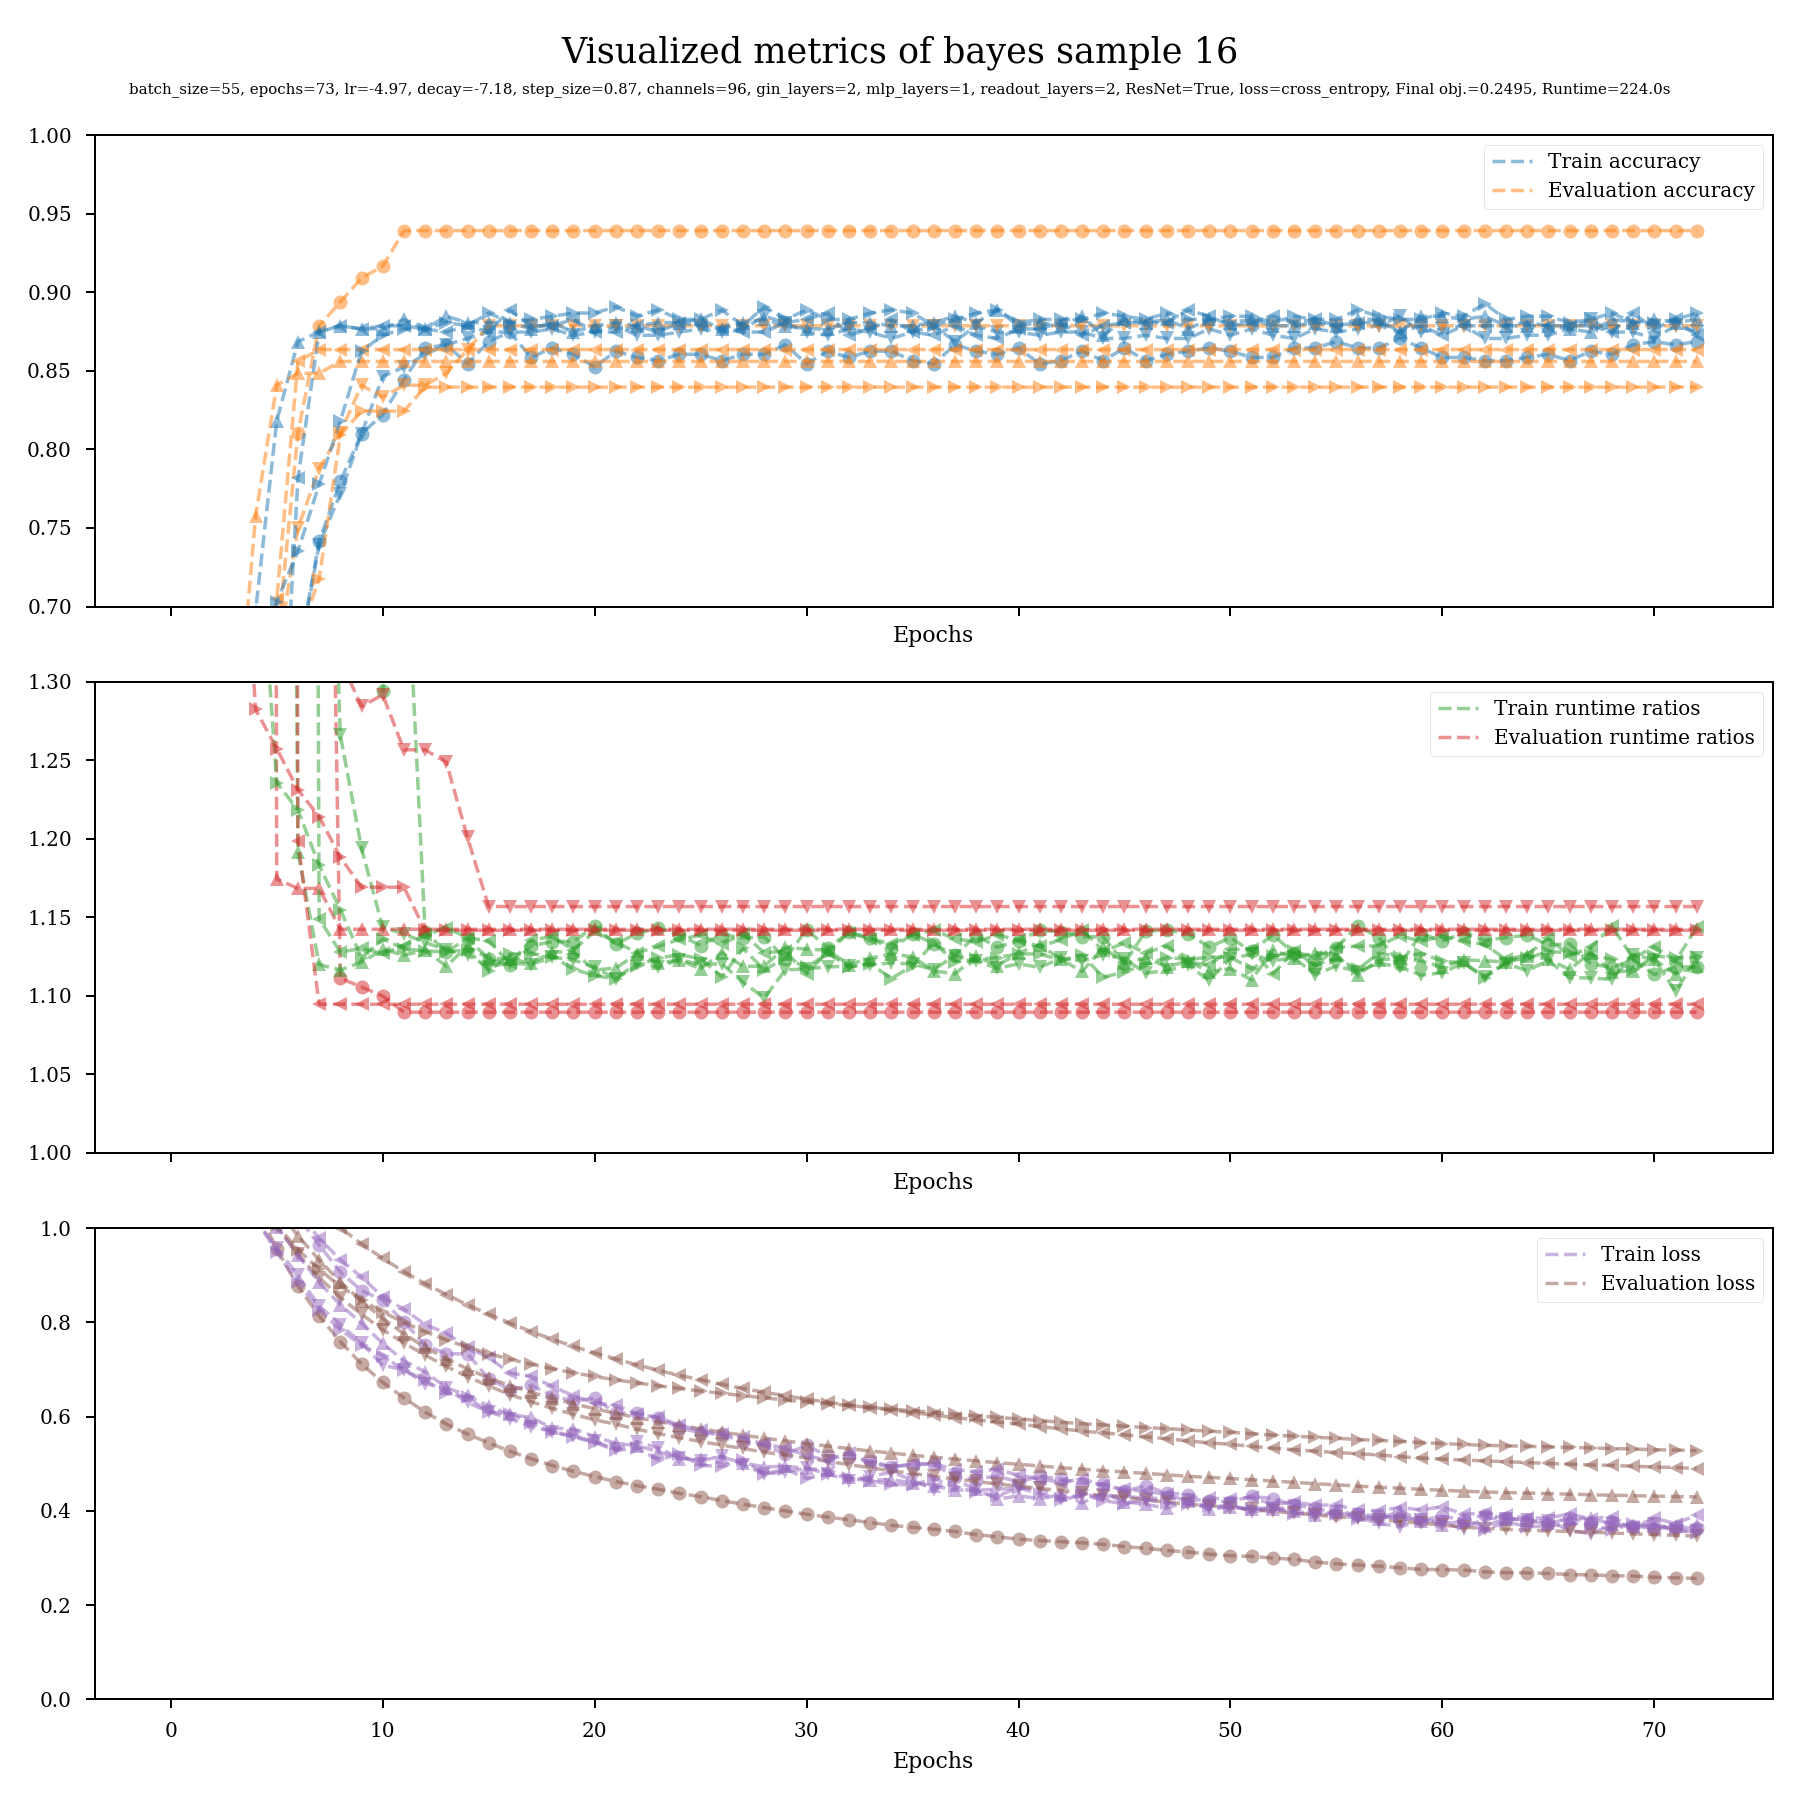 Visualized metrics of bayes sample 16
batch_size=55, epochs=73, lr=-4.97, decay=-7.18, step_size=0.87, channels=96, gin_layers=2, mlp_layers=1, readout_layers=2, ResNet=True, loss=cross_entropy, Final obj.=0.2495, Runtime=224.0s
1.00
0.95
0.90
0.85
0.80
0.75
0.70
Train accuracy
Evaluation accuracy
Epochs
1.30
1.25
1.20
1.15
1.10
1.05
1.00
Train runtime ratios
Evaluation runtime ratios
Epochs
1.0
0.8
0.6
0.4
0.2
0.0
Train loss
Evaluation loss
0 10 20 30 40 50 60 70
Epochs